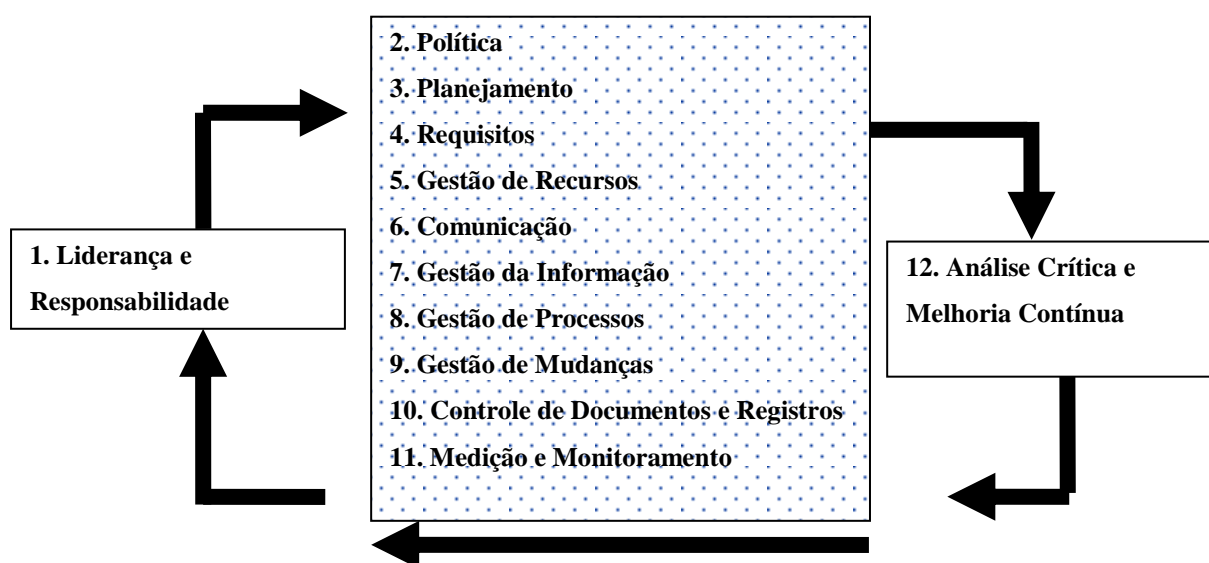 1. Liderança e
Responsabilidade
2. Política
3. Planejamento
4. Requisitos
5. Gestão de Recursos
6. Comunicação
7. Gestão da Informação
8. Gestão de Processos
9. Gestão de Mudanças
10. Controle de Documentos e Registros
11. Medição e Monitoramento
12. Análise Crítica e
Melhoria Contínua